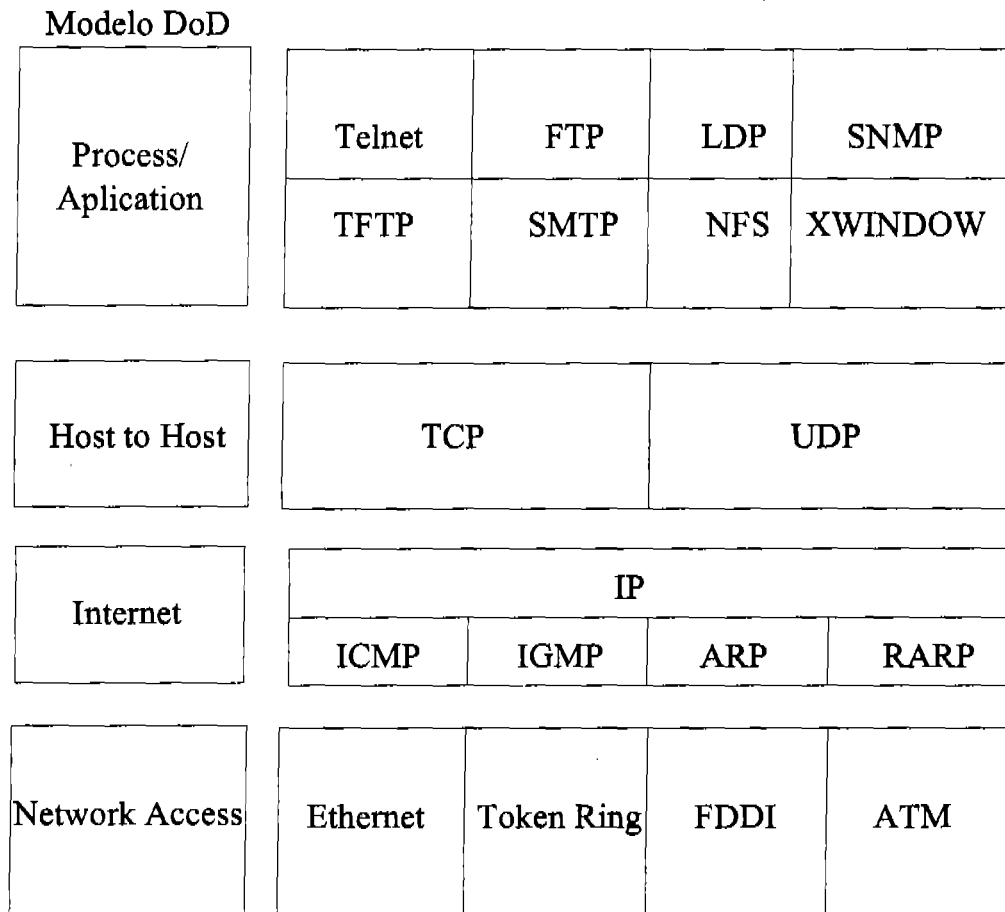 Modelo DoD
Process/
Aplication
Telnet FTP LDP SNMP
TFTP SMTP NFS XWINDOW
Host to Host
TCP UDP
Internet
IP
ICMP IGMP ARP RARP
Network Access
Ethernet Token Ring FDDI ATM